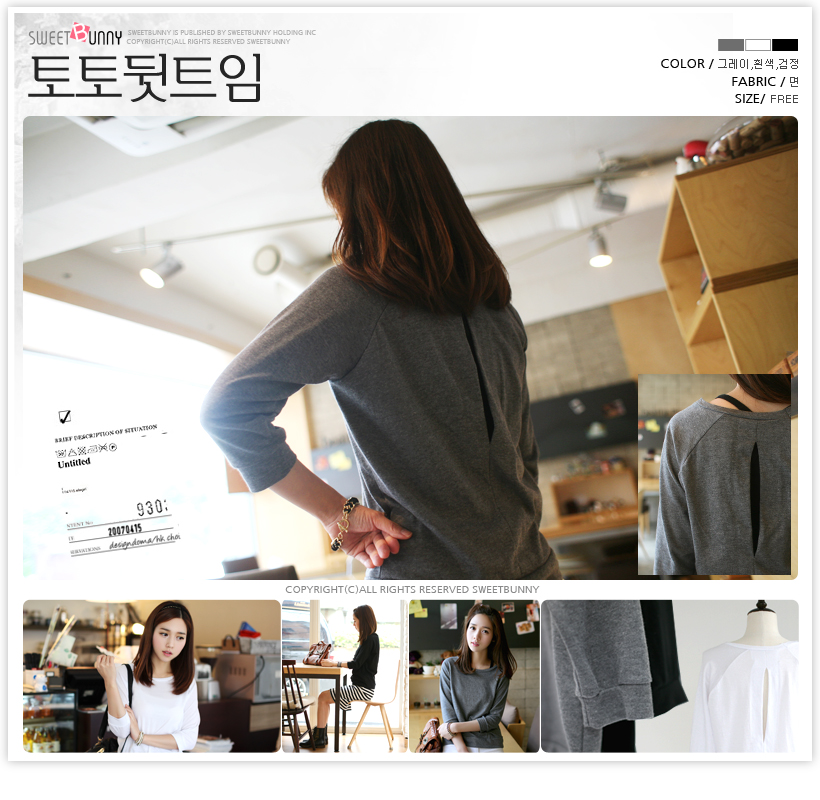 SWEETBUNNY
SWEETBUNNY IS PUBLISHED BY SWEETBUNNY HOLDING INC
COPYRIGHT(C)ALL RIGHTS RESERVED SWEETBUNNY
토토뒷트임
COLOR / 그레이,흰색,검정
FABRIC / 면
SIZE/ FREE
BRIEF DESCRIPTION OF SITUATION
Untitled
930
20070415
COPYRIGHT(C)ALL RIGHTS RESERVED SWEETBUNNY